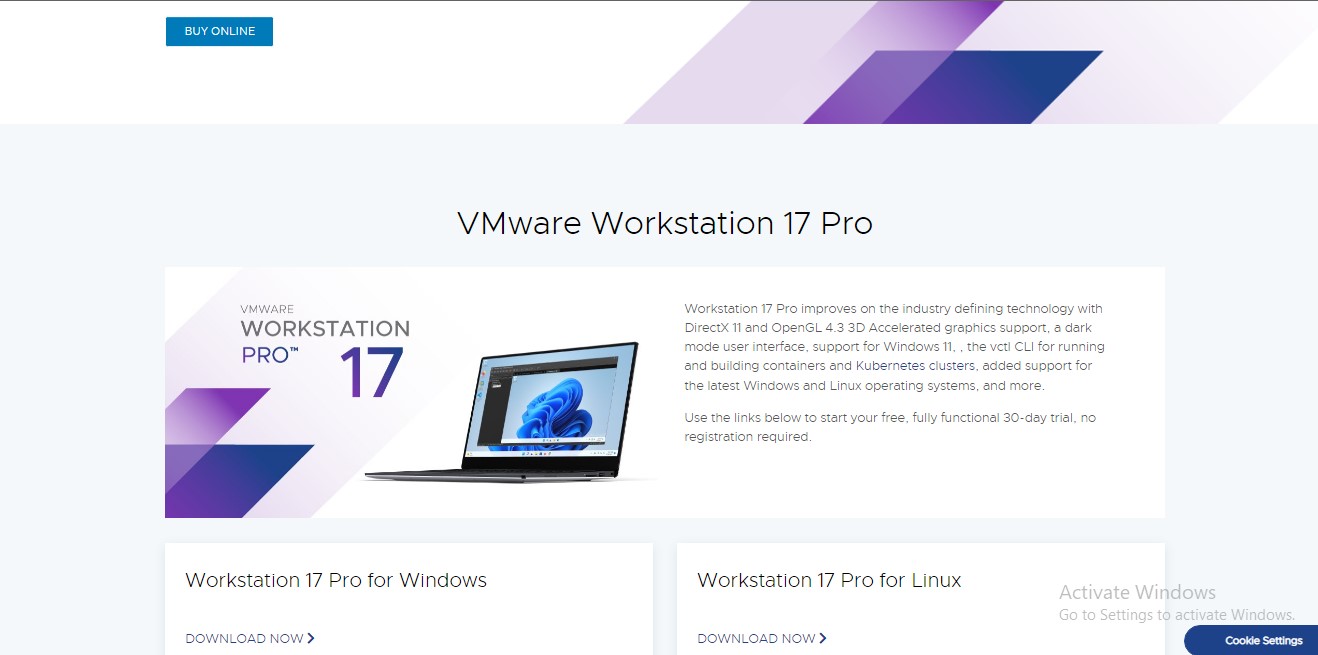 BUY ONLINE
VMware Workstation 17 Pro
VMWARE
WORKSTATION
PRO™ 17
Workstation 17 Pro improves on the industry defining technology with
DirectX 11 and OpenGL 4.3 3D Accelerated graphics support, a dark
mode user interface, support for Windows 11, , the vctl CLI for running
and building containers and Kubernetes clusters, added support for
the latest Windows and Linux operating systems, and more.
Use the links below to start your free, fully functional 30-day trial, no
registration required.
Workstation 17 Pro for Windows
DOWNLOAD NOW
Workstation 17 Pro for Linux
DOWNLOAD NOW
Activate Windows
Go to Settings to activate Windows.
Cookie Settings